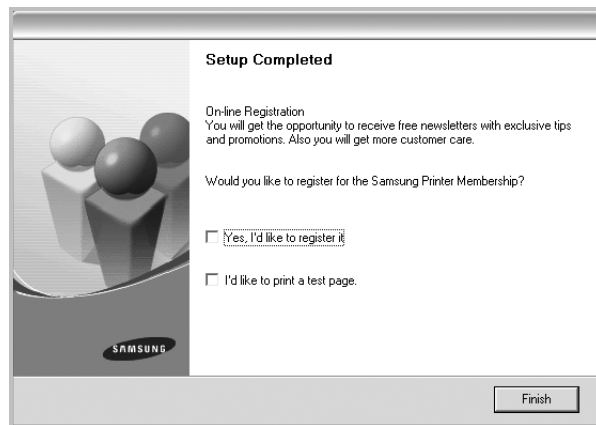 Setup Completed
On-line Registration
You will get the opportunity to receive free newsletters with exclusive tips
and promotions. Also you will get more customer care.
Would you like to register for the Samsung Printer Membership?
Yes, I'd like to register it
I'd like to print a test page.
SAMSUNG
Finish